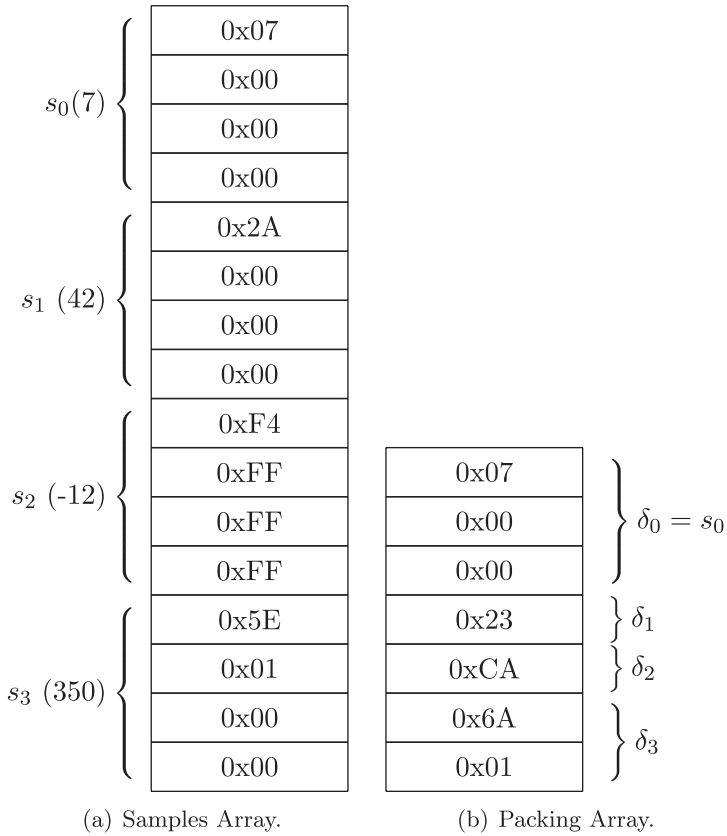 s0(7)
0x07
0x00
0x00
0x00
s1 (42)
0x2A
0x00
0x00
0x00
s2 (-12)
0xF4
0xFF
0xFF
0xFF
s3 (350)
0x5E
0x01
0x00
0x00
(a) Samples Array.
0x07
0x00
0x00
δ0 = s0
0x23
δ1
0xCA
δ2
0x6A
0x01
δ3
(b) Packing Array.